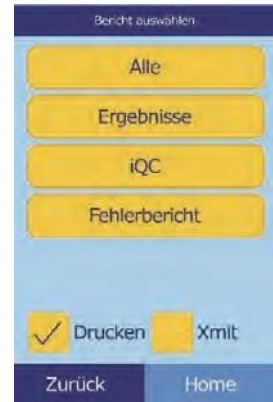 Bericht auswählen
Alle
Ergebnisse
iQC
Fehlerbericht
Drucken Xmit
Zurück Home